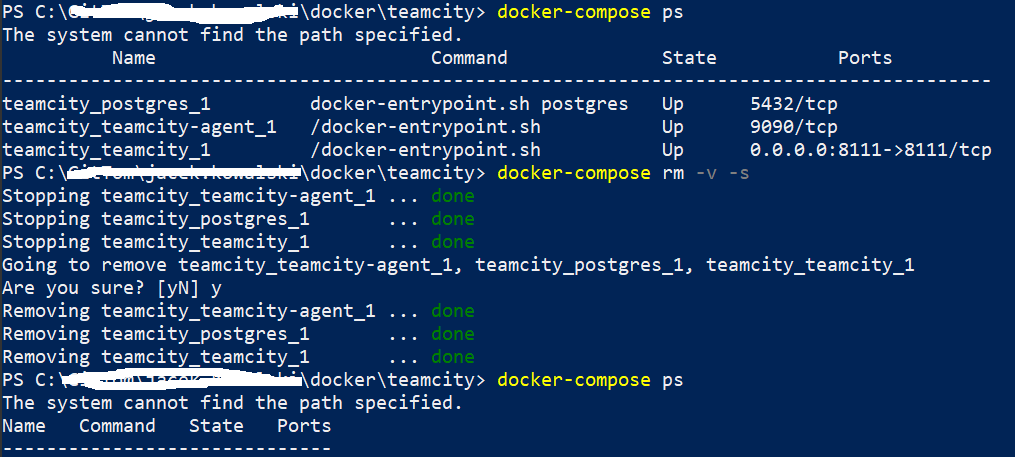 PS C:\ \docker\teamcity> docker-compose ps
The system cannot find the path specified.
Name Command State Ports
------------------------------------------------------------------------------------------
teamcity_postgres_1 docker-entrypoint.sh postgres Up 5432/tcp
teamcity_teamcity-agent_1 /docker-entrypoint.sh Up 9090/tcp
teamcity_teamcity_1 /docker-entrypoint.sh Up 0.0.0.0:8111->8111/tcp
PS C:\ \docker\teamcity> docker-compose rm -v -s
Stopping teamcity_teamcity-agent_1 ... done
Stopping teamcity_postgres_1 ... done
Stopping teamcity_teamcity_1 ... done
Going to remove teamcity_teamcity-agent_1, teamcity_postgres_1, teamcity_teamcity_1
Are you sure? [yN] y
Removing teamcity_teamcity-agent_1 ... done
Removing teamcity_postgres_1 ... done
Removing teamcity_teamcity_1 ... done
PS C:\ \docker\teamcity> docker-compose ps
The system cannot find the path specified.
Name Command State Ports
------------------------------